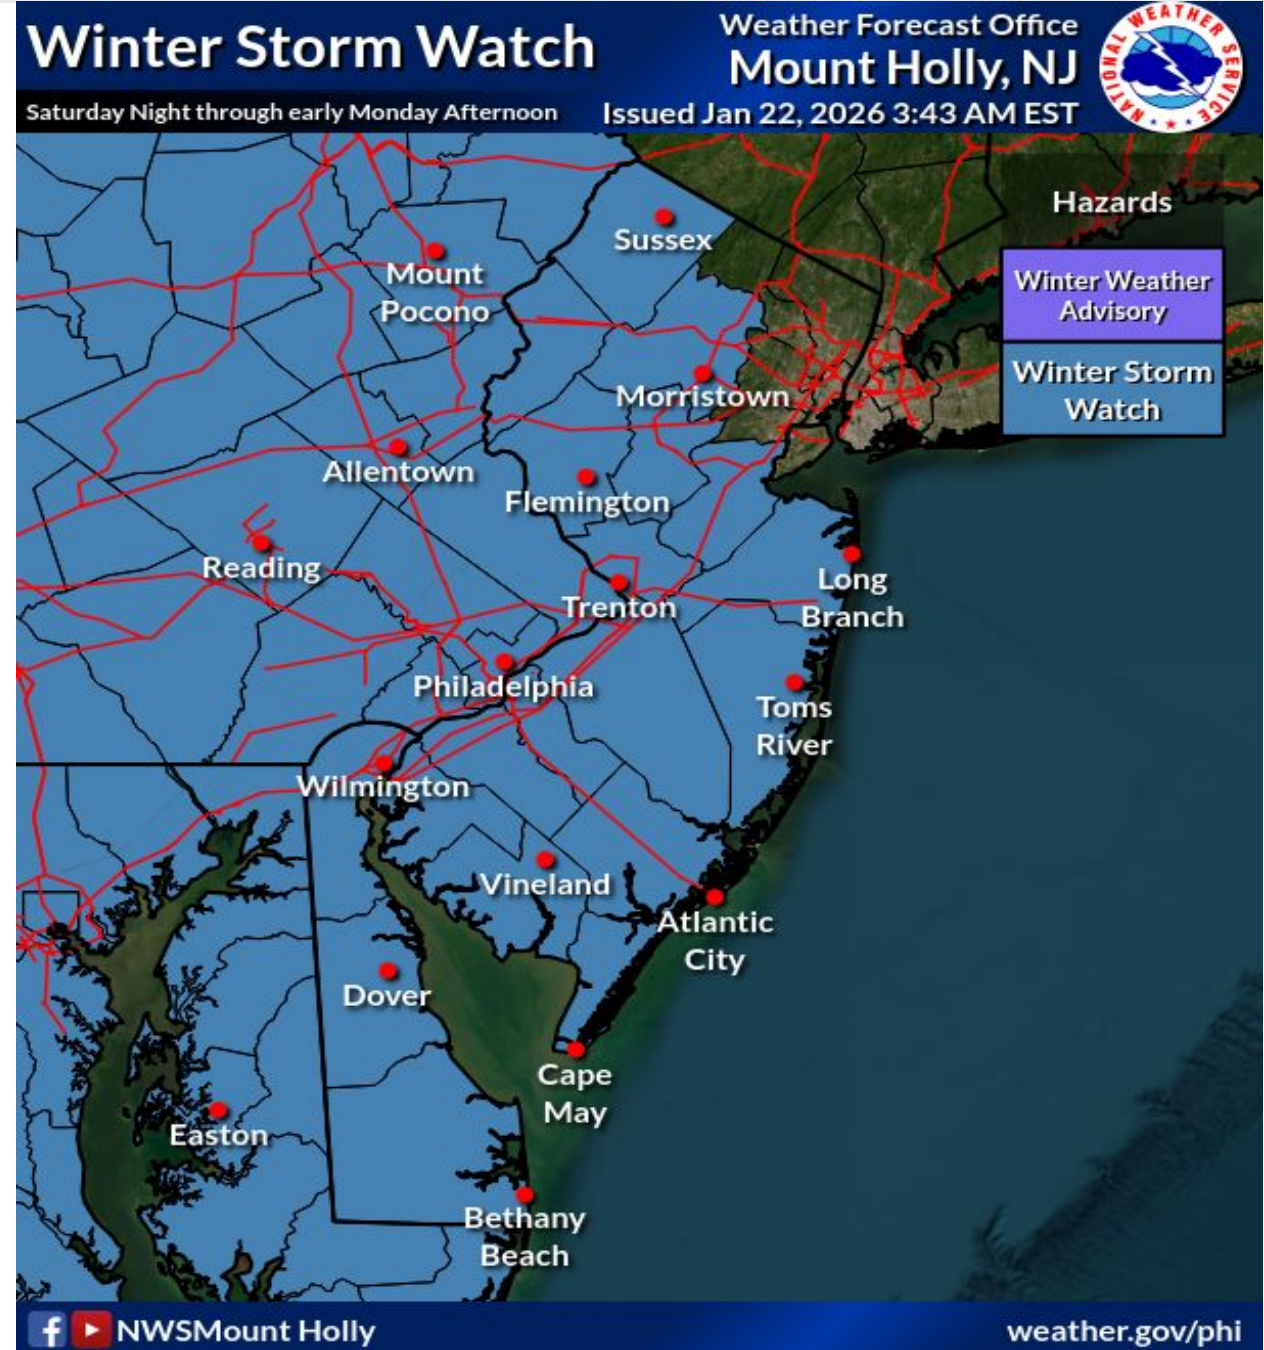 Winter Storm Watch
Saturday Night through early Monday Afternoon
Weather Forecast Office
Mount Holly, NJ
Issued Jan 22, 2026 3:43 AM EST
NATIONAL WEATHER SERVICE
Hazards
Winter Weather
Advisory
Winter Storm
Watch
Sussex
Mount
Pocono
Morristown
Allentown
Flemington
Reading
Long
Branch
Trenton
Philadelphia
Toms
River
Wilmington
Vineland
Atlantic
City
Dover
Cape
May
Easton
Bethany
Beach
NWSMount Holly
weather.gov/phi